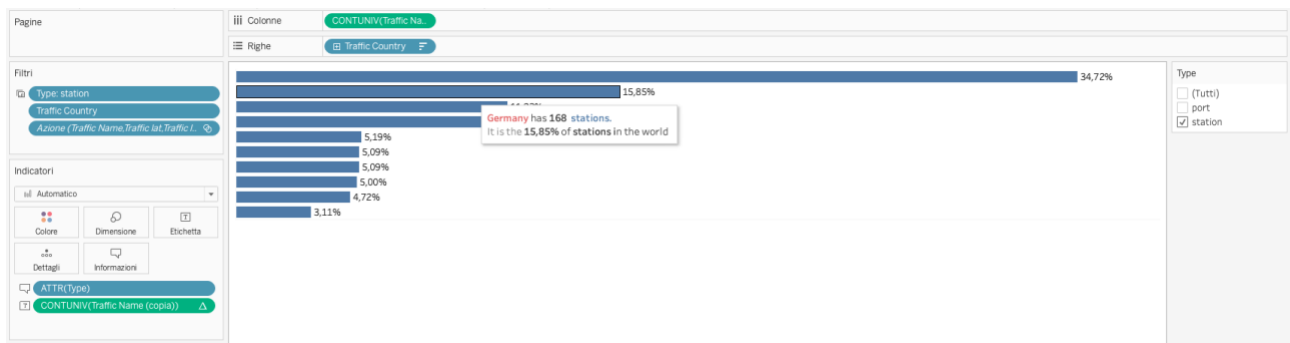 Pagine
Colonne
CONTUNIV(Traffic Na..
Righe
Traffic Country
Filtri
Type: station
Traffic Country
Azione (Traffic Name,Traffic lat,Traffic l..
Indicatori
Automatico
Colore
Dimensione
Etichetta
Dettagli
Informazioni
ATTR(Type)
CONTUNIV(Traffic Name (copia))
34,72%
15,85%
Germany has 168 stations.
It is the 15,85% of stations in the world
5,19%
5,09%
5,09%
5,00%
4,72%
3,11%
Type
(Tutti)
port
station